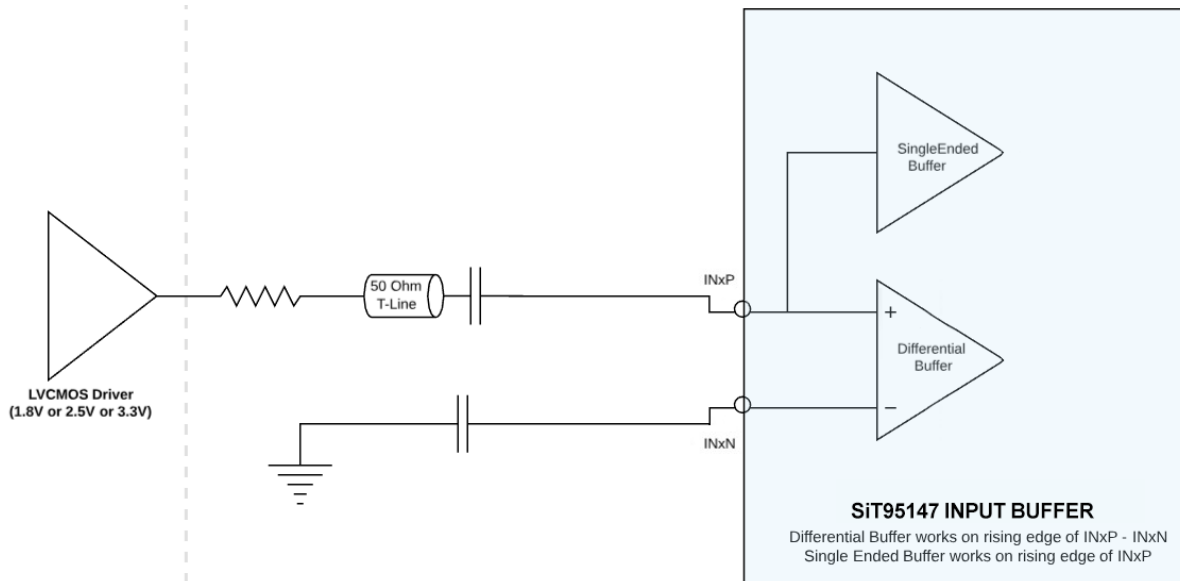 SingleEnded
Buffer
INxP
50 Ohm
T-Line
+
Differential
Buffer
−
LVCMOS Driver
(1.8V or 2.5V or 3.3V)
INxN
SiT95147 INPUT BUFFER
Differential Buffer works on rising edge of INxP - INxN
Single Ended Buffer works on rising edge of INxP